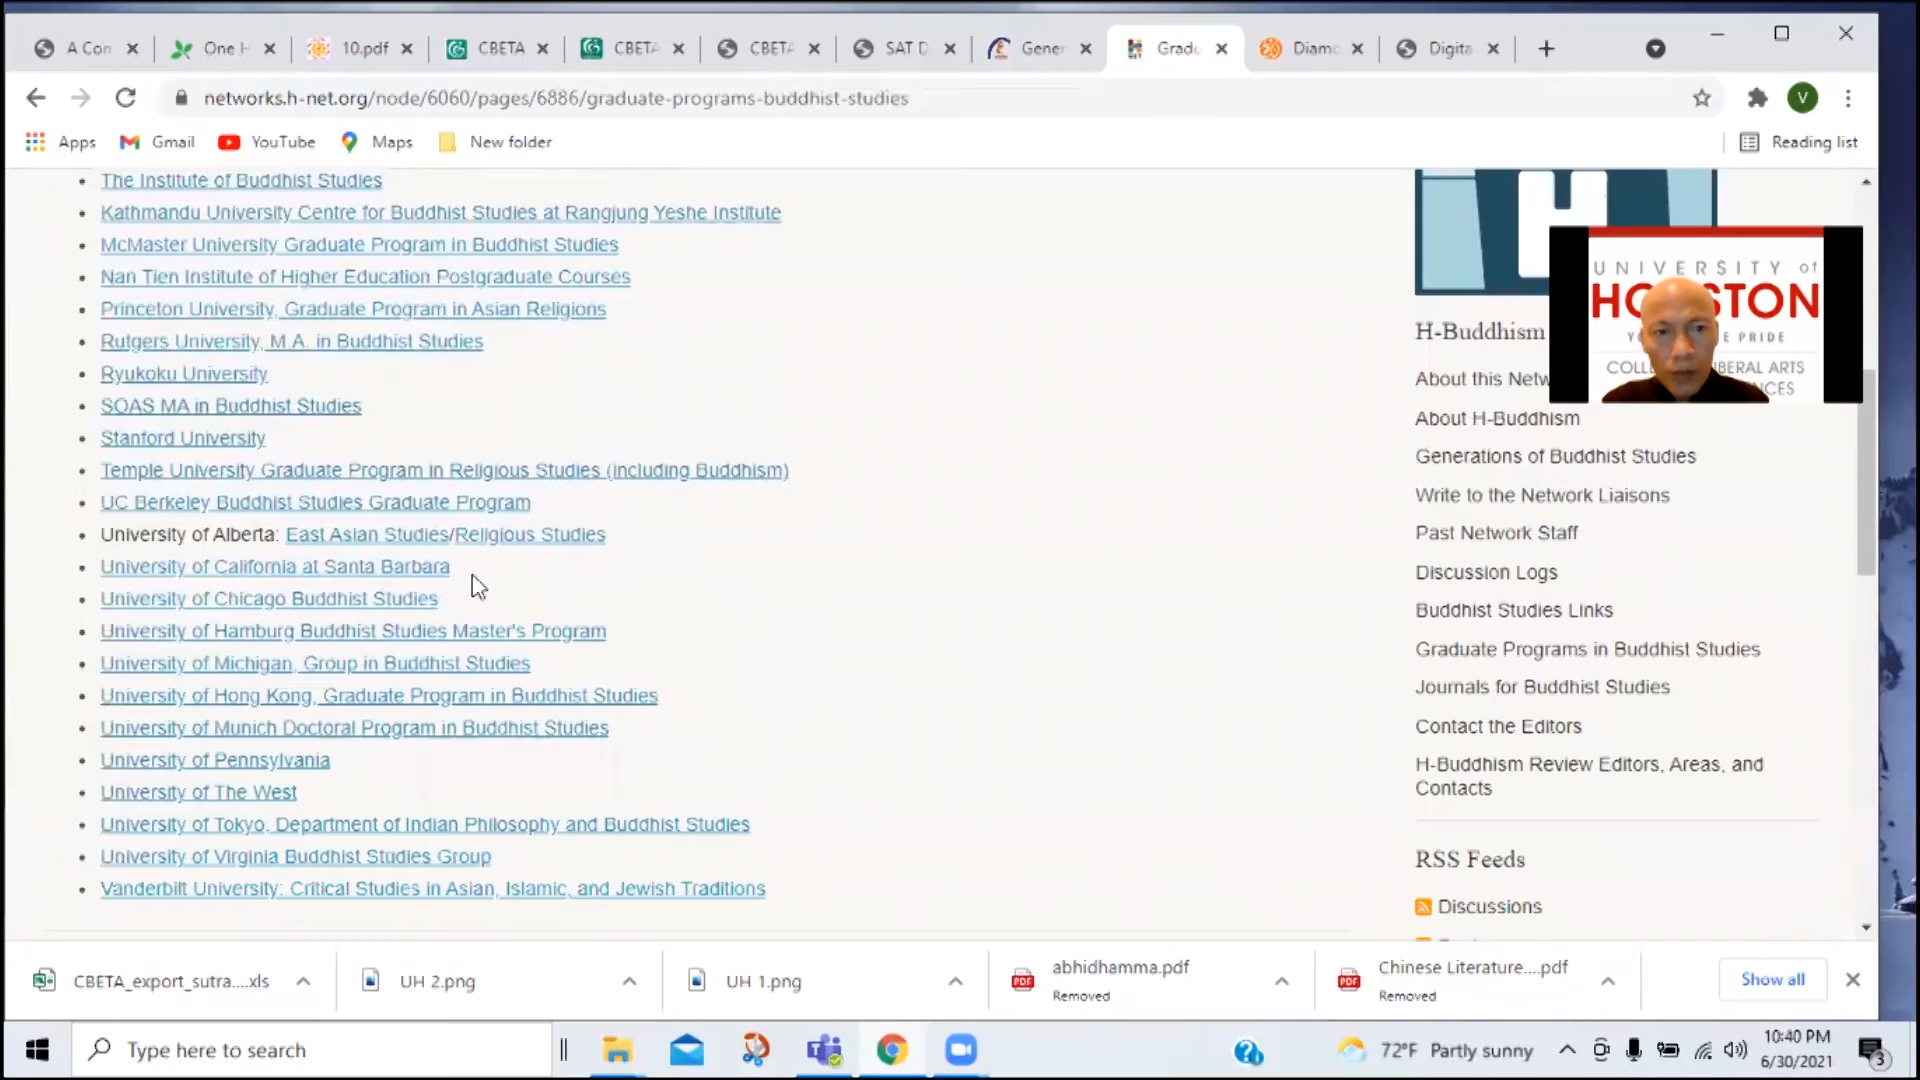 A Con
One H
10.pdf
CBETA
CBETA
CBETA
SAT D
Gener
Gradu
Diamo
Digita
networks.h-net.org/node/6060/pages/6886/graduate-programs-buddhist-studies
V
Apps
Gmail
YouTube
Maps
New folder
Reading list
The Institute of Buddhist Studies
Kathmandu University Centre for Buddhist Studies at Rangjung Yeshe Institute
McMaster University Graduate Program in Buddhist Studies
Nan Tien Institute of Higher Education Postgraduate Courses
Princeton University, Graduate Program in Asian Religions
Rutgers University, M.A. in Buddhist Studies
Ryukoku University
SOAS MA in Buddhist Studies
Stanford University
Temple University Graduate Program in Religious Studies (including Buddhism)
UC Berkeley Buddhist Studies Graduate Program
University of Alberta: East Asian Studies/Religious Studies
University of California at Santa Barbara
University of Chicago Buddhist Studies
University of Hamburg Buddhist Studies Master's Program
University of Michigan, Group in Buddhist Studies
University of Hong Kong, Graduate Program in Buddhist Studies
University of Munich Doctoral Program in Buddhist Studies
University of Pennsylvania
University of The West
University of Tokyo, Department of Indian Philosophy and Buddhist Studies
University of Virginia Buddhist Studies Group
Vanderbilt University: Critical Studies in Asian, Islamic, and Jewish Traditions
UNIVERSITY of
HO STON
YO E PRIDE
COLL BERAL ARTS
NCES
H-Buddhism
About this Netw
About H-Buddhism
Generations of Buddhist Studies
Write to the Network Liaisons
Past Network Staff
Discussion Logs
Buddhist Studies Links
Graduate Programs in Buddhist Studies
Journals for Buddhist Studies
Contact the Editors
H-Buddhism Review Editors, Areas, and
Contacts
RSS Feeds
Discussions
CBETA_export_sutra....xls
UH 2.png
UH 1.png
abhidhamma.pdf
Removed
Chinese Literature....pdf
Removed
Show all
Type here to search
72°F Partly sunny
10:40 PM
6/30/2021
3